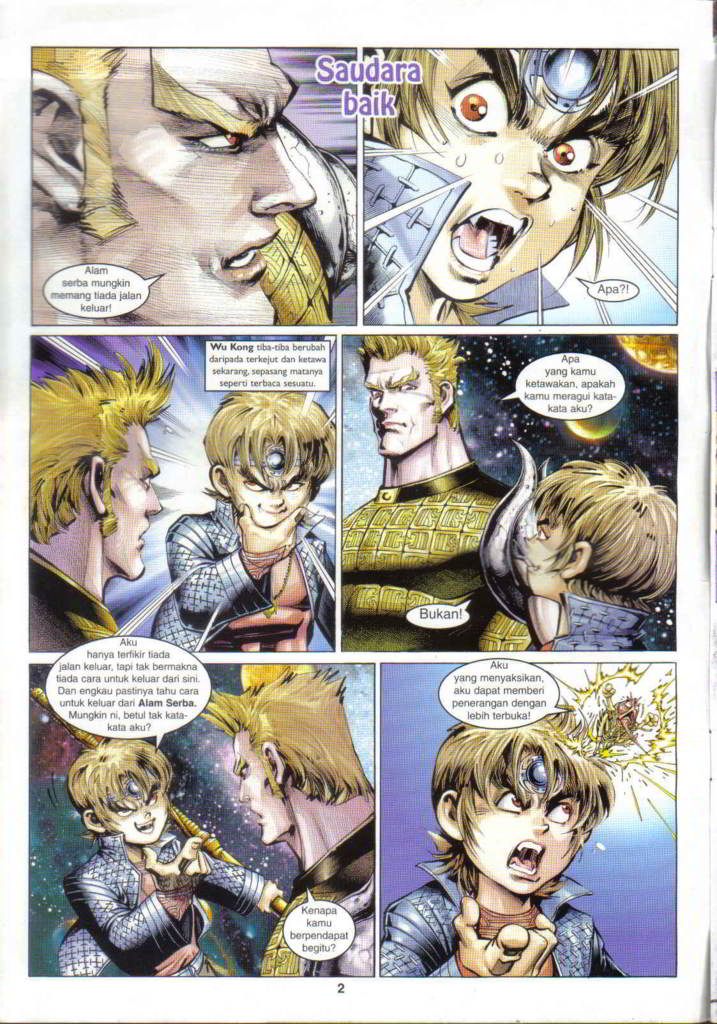 Saudara
baik
Alam
serba mungkin
memang tiada jalan
keluar!
Apa?!
Wu Kong tiba-tiba berubah
daripada terkejut dan ketawa
sekarang, sepasang matanya
seperti terbaca sesuatu.
Apa
yang kamu
ketawakan, apakah
kamu meragui kata-
kata aku?
Bukan!
Aku
hanya terfikir tiada
jalan keluar, tapi tak bermakna
tiada cara untuk keluar dari sini.
Dan engkau pastinya tahu cara
untuk keluar dari Alam Serba.
Mungkin ni, betul tak kata-
kata aku?
Kenapa
kamu
berpendapat
begitu?
Aku
yang menyaksikan,
aku dapat memberi
penerangan dengan
lebih terbuka!
2